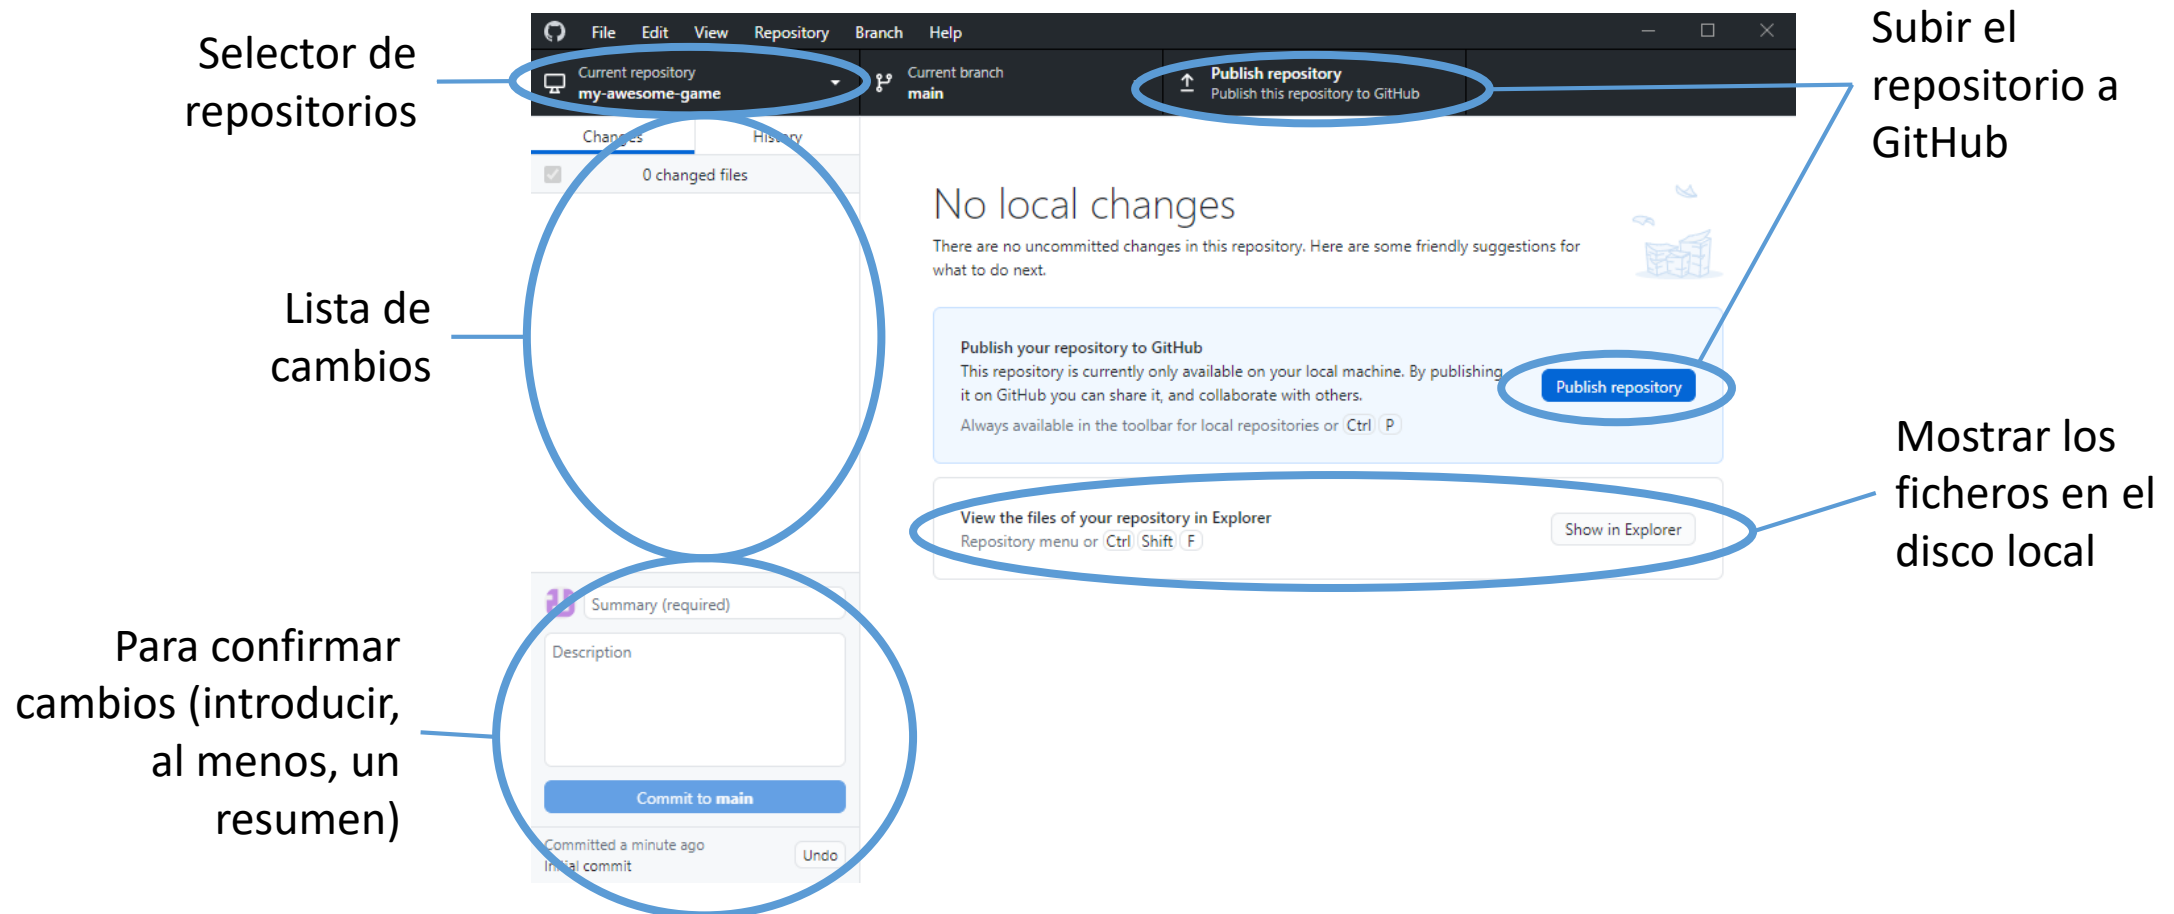 Selector de
repositorios
Lista de
cambios
Para confirmar
cambios (introducir,
al menos, un
resumen)
File Edit View Repository Branch Help
Current repository
my-awesome-game
Current branch
main
Publish repository
Publish this repository to GitHub
Changes History
0 changed files
No local changes
There are no uncommitted changes in this repository. Here are some friendly suggestions for
what to do next.
Publish your repository to GitHub
This repository is currently only available on your local machine. By publishing
it on GitHub you can share it, and collaborate with others.
Always available in the toolbar for local repositories or Ctrl P
Publish repository
View the files of your repository in Explorer
Repository menu or Ctrl Shift F
Show in Explorer
Summary (required)
Description
Commit to main
Committed a minute ago
Initial commit
Undo
Subir el
repositorio a
GitHub
Mostrar los
ficheros en el
disco local